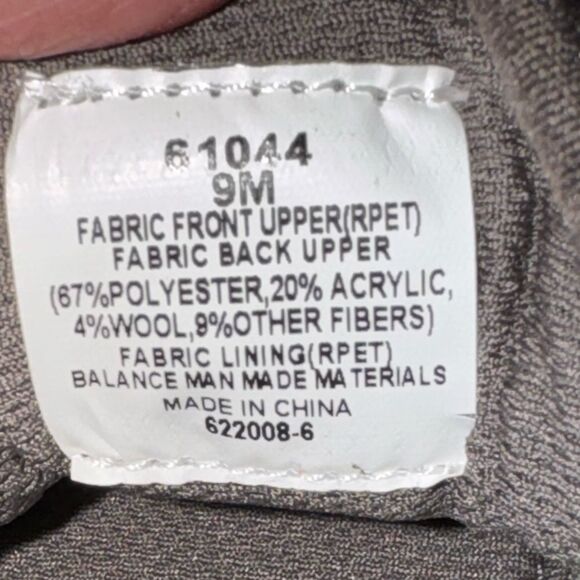 61044
9M
FABRIC FRONT UPPER(RPET)
FABRIC BACK UPPER
(67%POLYESTER,20% ACRYLIC,
4%WOOL,9%OTHER FIBERS)
FABRIC LINING(RPET)
BALANCE MAN MADE MATERIALS
MADE IN CHINA
622008-6